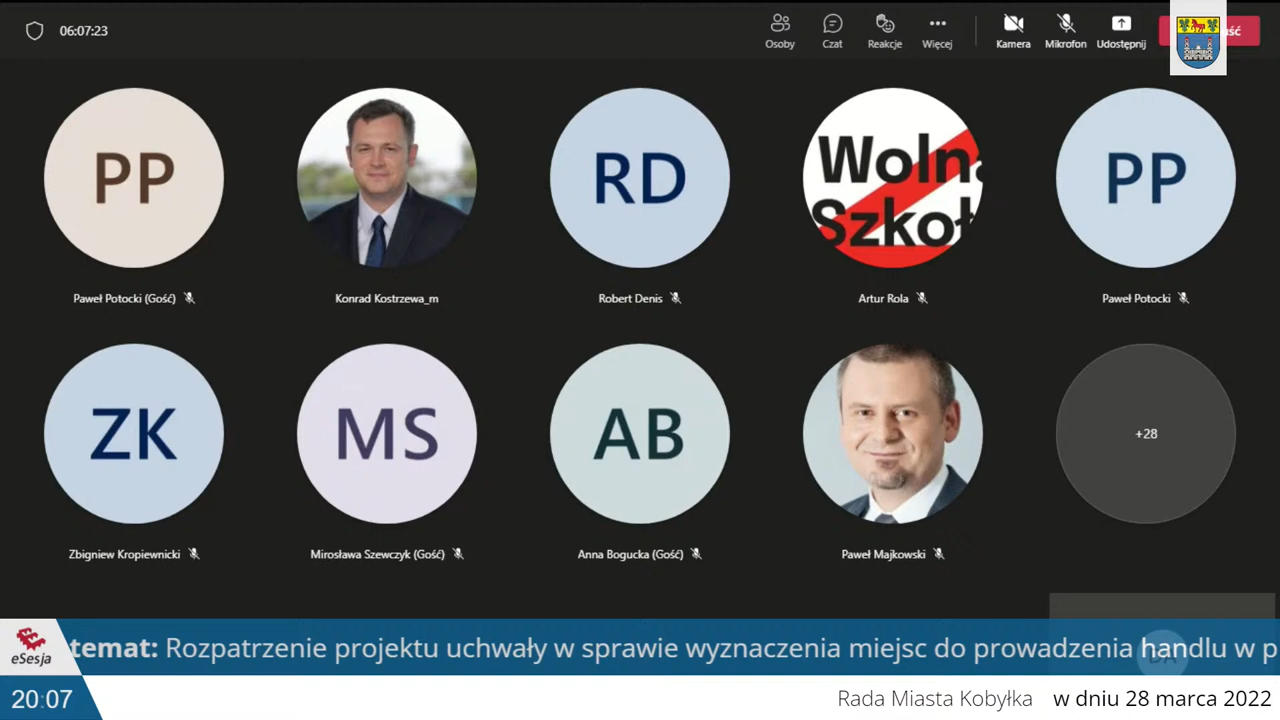 06:07:23
Osoby
Czat
Reakcje
Więcej
Kamera
Mikrofon
Udostępnij
PP
RD
Woln
Szkoł
PP
Paweł Potocki (Gość)
Konrad Kostrzewa_m
Robert Denis
Artur Rola
Paweł Potocki
ZK
MS
AB
+28
Zbigniew Kropiewnicki
Mirosława Szewczyk (Gość)
Anna Bogucka (Gość)
Paweł Majkowski
eSesja
temat: Rozpatrzenie projektu uchwały w sprawie wyznaczenia miejsc do prowadzenia handlu w p
20:07
Rada Miasta Kobyłka w dniu 28 marca 2022